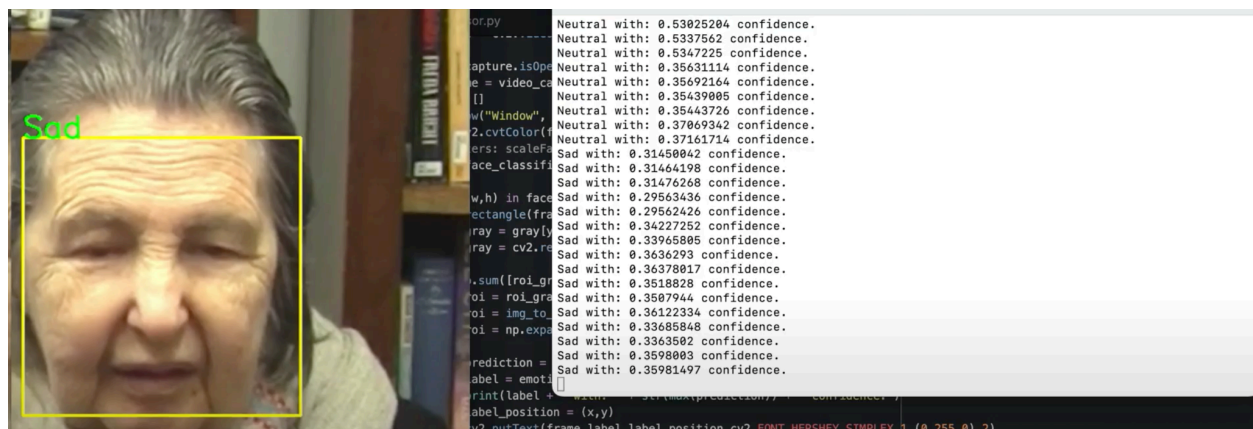 Sad
sor.py
apture.isOpe
e = video_ca
[]
w("Window",
2.cvtColor(f
ers: scaleFa
ace_classifi
w,h) in face
ectangle(fra
ray = gray[y
ray = cv2.re
.sum([roi_gr
oi = roi_gra
oi = img_to_
oi = np.expa
rediction =
abel = emoti
rint(label +
abel_position = (x,y)
Neutral with: 0.53025204 confidence.
Neutral with: 0.5337562 confidence.
Neutral with: 0.5347225 confidence.
Neutral with: 0.35631114 confidence.
Neutral with: 0.35692164 confidence.
Neutral with: 0.35439005 confidence.
Neutral with: 0.35443726 confidence.
Neutral with: 0.37069342 confidence.
Neutral with: 0.37161714 confidence.
Sad with: 0.31450042 confidence.
Sad with: 0.31464198 confidence.
Sad with: 0.31476268 confidence.
Sad with: 0.29563436 confidence.
Sad with: 0.29562426 confidence.
Sad with: 0.34227252 confidence.
Sad with: 0.33965805 confidence.
Sad with: 0.3636293 confidence.
Sad with: 0.36378017 confidence.
Sad with: 0.3518828 confidence.
Sad with: 0.3507944 confidence.
Sad with: 0.36122334 confidence.
Sad with: 0.33685848 confidence.
Sad with: 0.3363502 confidence.
Sad with: 0.3598003 confidence.
Sad with: 0.35981497 confidence.